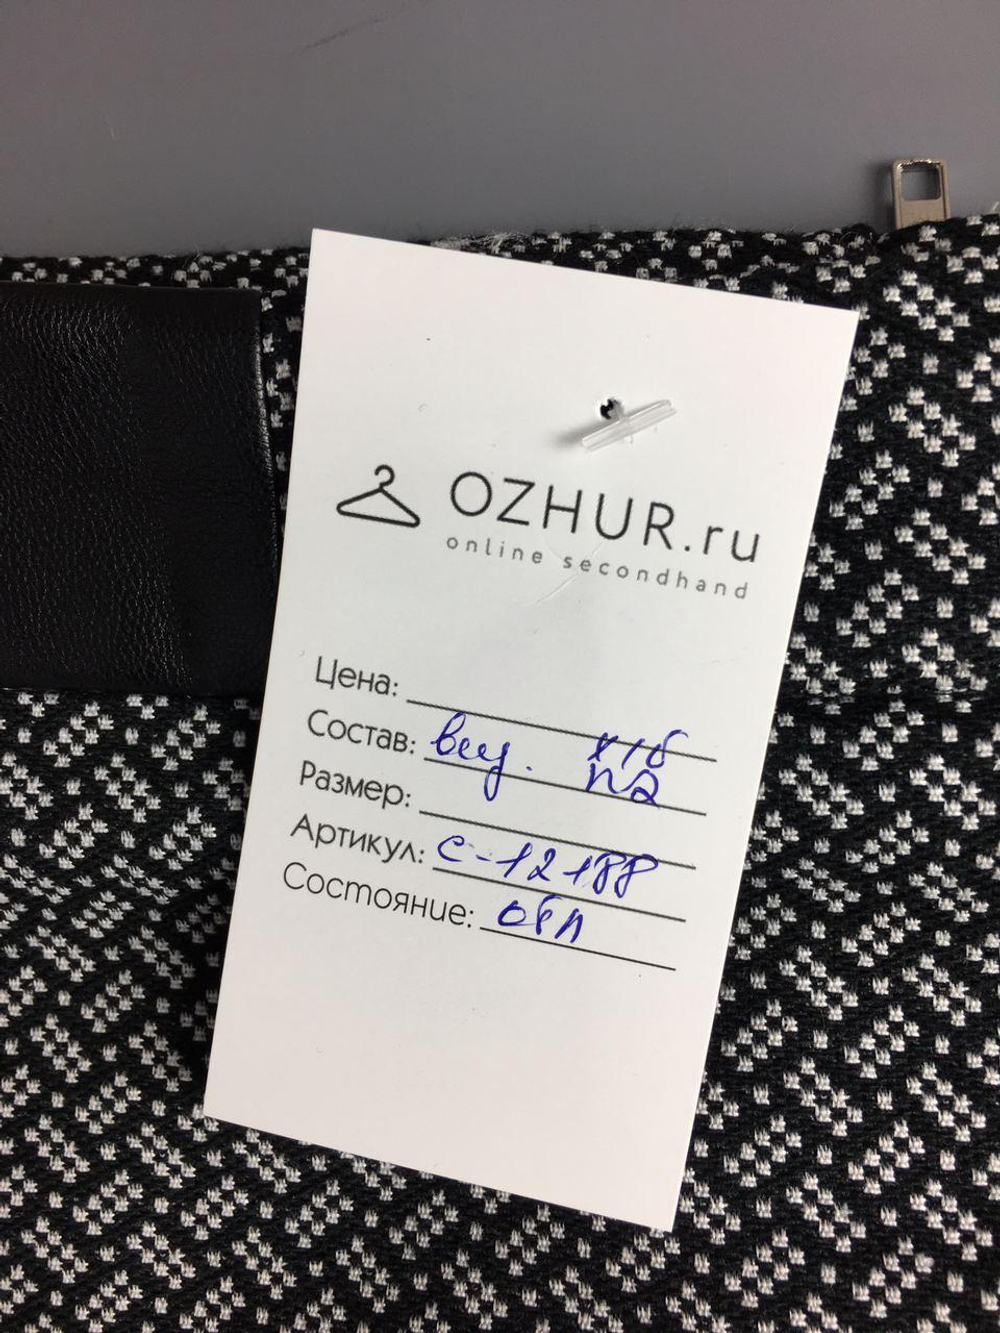 OZHUR.ru
online secondhand
Цена:
Состав: х/б
Размер:
Артикул: С-12188
Состояние: